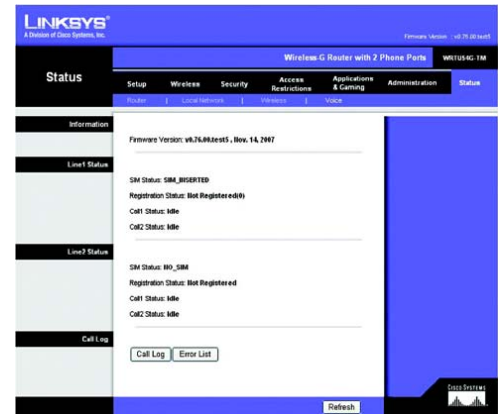 LINKSYS®
A Division of Cisco Systems, Inc.
Firmware Version : v0.76.00.test5
Wireless-G Router with 2 Phone Ports WRTU54G-TM
Status
Setup Wireless Security Access Restrictions Applications & Gaming Administration Status
Router | Local Network | Wireless | Voice
Information
Firmware Version: v0.76.00.test5 , Nov. 14, 2007
Line1 Status
SIM Status: SIM_INSERTED
Registration Status: Not Registered(0)
Call1 Status: Idle
Call2 Status: Idle
Line2 Status
SIM Status: NO_SIM
Registration Status: Not Registered
Call1 Status: Idle
Call2 Status: Idle
Call Log
Call Log Error List
Refresh
CISCO SYSTEMS